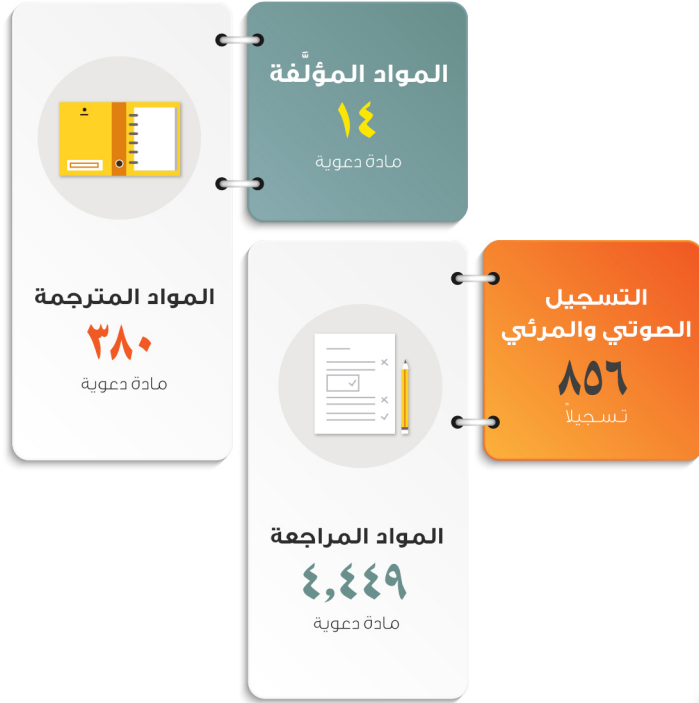 المواد المؤلَّفة
١٤
مادة دعوية
المواد المترجمة
٣٨٠
مادة دعوية
التسجيل
الصوتي والمرئي
٨٥٦
تسجيلاً
المواد المراجعة
٤,٤٤٩
مادة دعوية